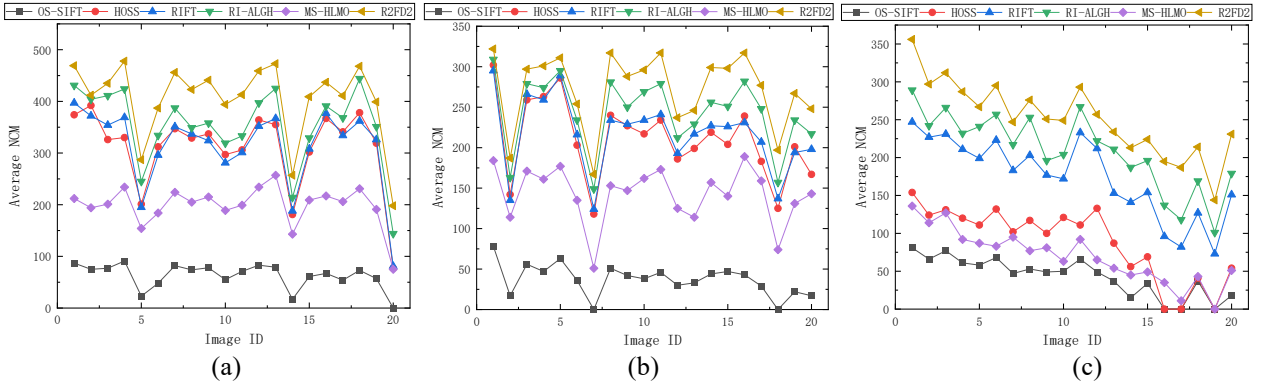 OS-SIFT HOSS RIFT RI-ALGH MS-HLMO R2FD2
500
400
300
200
100
0
Average NCM
0 5 10 15 20
Image ID
(a)
OS-SIFT HOSS RIFT RI-ALGH MS-HLMO R2FD2
350
300
250
200
150
100
50
0
Average NCM
0 5 10 15 20
Image ID
(b)
OS-SIFT HOSS RIFT RI-ALGH MS-HLMO R2FD2
350
300
250
200
150
100
50
0
Average NCM
0 5 10 15 20
Image ID
(c)